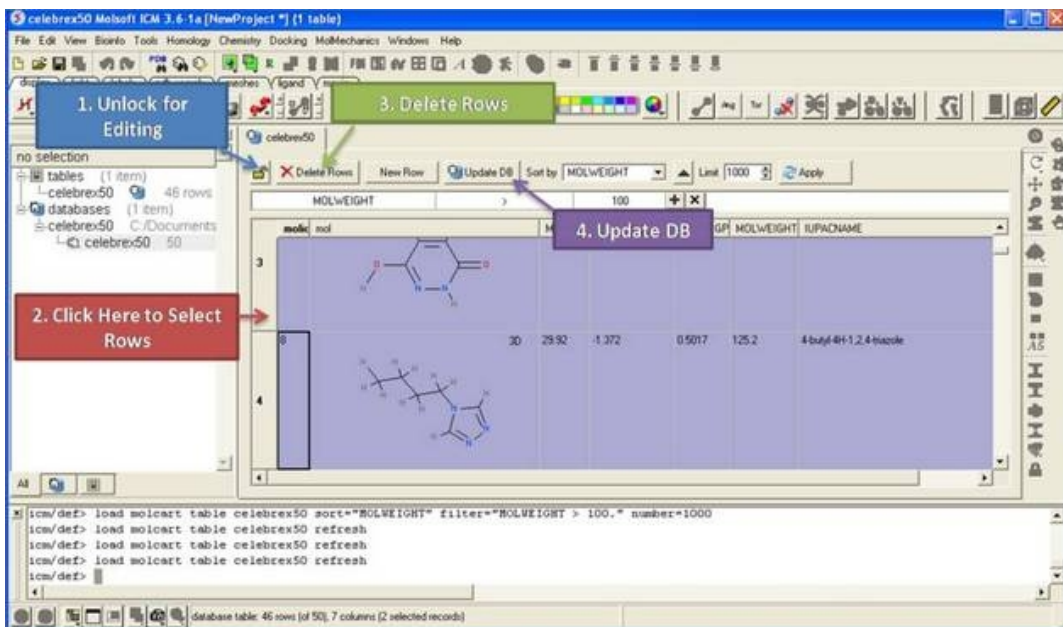 celebrex50 Molsoft ICM 3.6-1a [NewProject *] (1 table)
File Edit View Bioinfo Tools Homology Chemistry Docking MolMechanics Windows Help
1. Unlock for
Editing
3. Delete Rows
no selection
tables (1 item)
celebrex50 46 rows
databases (1 item)
celebrex50 C:/Documents
celebrex50 50
celebrex50
Delete Rows New Row Update DB Sort by MOLWEIGHT Limit 1000 Apply
MOLWEIGHT > 100
4. Update DB
mol MOLWEIGHT IUPACNAME
3
2. Click Here to Select
Rows
8 3D 29.92 -1.372 0.5017 125.2 4-butyl-4H-1,2,4-triazole
4
All
icm/def> load molcart table celebrex50 sort="MOLWEIGHT" filter="MOLWEIGHT > 100." number=1000
icm/def> load molcart table celebrex50 refresh
icm/def> load molcart table celebrex50 refresh
icm/def> load molcart table celebrex50 refresh
icm/def>
database table: 46 rows (of 50), 7 columns (2 selected records)